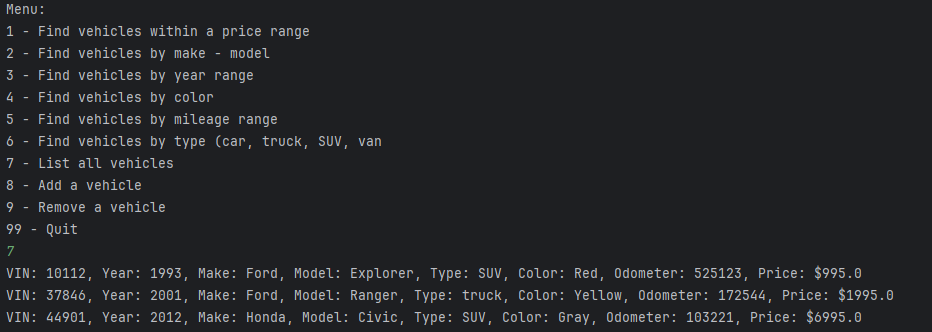 Menu:
1 - Find vehicles within a price range
2 - Find vehicles by make - model
3 - Find vehicles by year range
4 - Find vehicles by color
5 - Find vehicles by mileage range
6 - Find vehicles by type (car, truck, SUV, van
7 - List all vehicles
8 - Add a vehicle
9 - Remove a vehicle
99 - Quit
7
VIN: 10112, Year: 1993, Make: Ford, Model: Explorer, Type: SUV, Color: Red, Odometer: 525123, Price: $995.0
VIN: 37846, Year: 2001, Make: Ford, Model: Ranger, Type: truck, Color: Yellow, Odometer: 172544, Price: $1995.0
VIN: 44901, Year: 2012, Make: Honda, Model: Civic, Type: SUV, Color: Gray, Odometer: 103221, Price: $6995.0